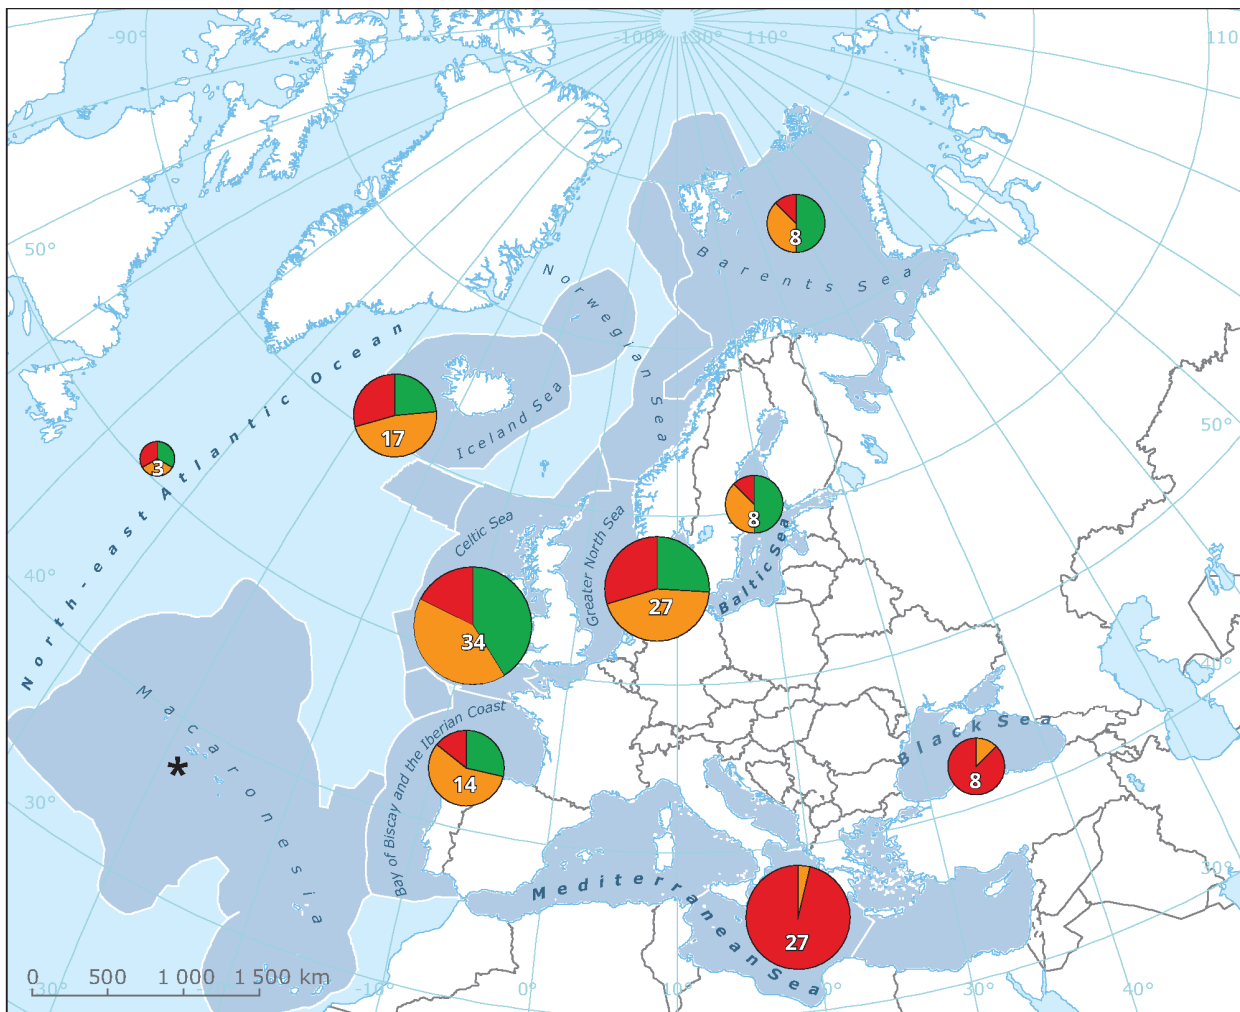 -90°
-100°
130°
110°
110
50°
8
Barents Sea
Norwegian Sea
North-east Atlantic Ocean
17
Iceland Sea
3
50°
8
Celtic Sea
Greater North Sea
Baltic Sea
40°
27
34
40°
Macaronesia
*
Bay of Biscay and the Iberian Coast
14
Black Sea
8
30°
Mediterranean Sea
27
30°
0 500 1 000 1 500 km
-30°
-10°
0°
10°
30°
40°